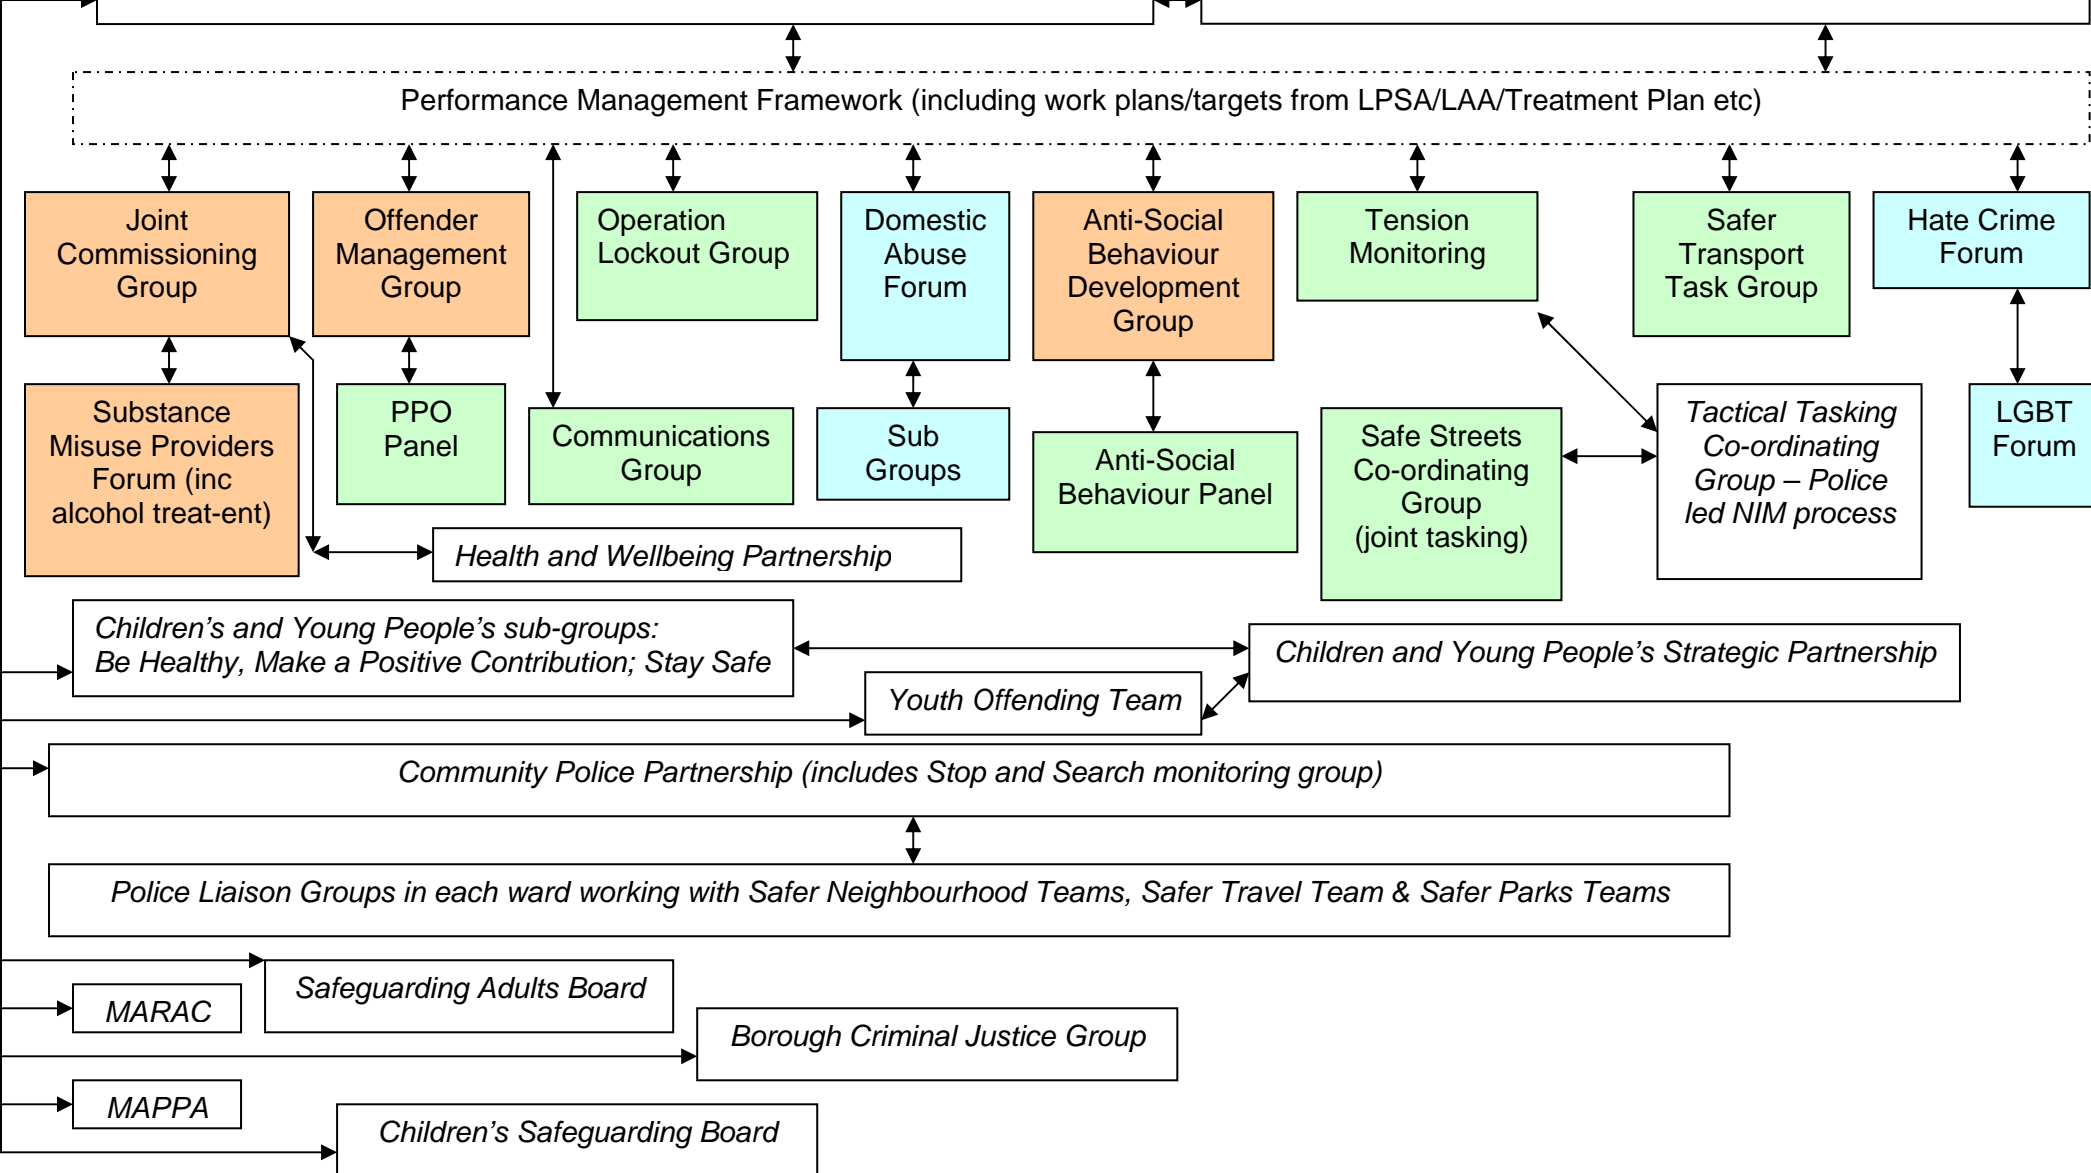 Performance Management Framework (including work plans/targets from LPSA/LAA/Treatment Plan etc)
Joint
Commissioning
Group
Offender
Management
Group
Operation
Lockout Group
Domestic
Abuse
Forum
Anti-Social
Behaviour
Development
Group
Tension
Monitoring
Safer
Transport
Task Group
Hate Crime
Forum
Substance
Misuse Providers
Forum (inc
alcohol treat-ent)
PPO
Panel
Communications
Group
Sub
Groups
Anti-Social
Behaviour Panel
Safe Streets
Co-ordinating
Group
(joint tasking)
Tactical Tasking
Co-ordinating
Group – Police
led NIM process
LGBT
Forum
Health and Wellbeing Partnership
Children’s and Young People’s sub-groups:
Be Healthy, Make a Positive Contribution; Stay Safe
Children and Young People’s Strategic Partnership
Youth Offending Team
Community Police Partnership (includes Stop and Search monitoring group)
Police Liaison Groups in each ward working with Safer Neighbourhood Teams, Safer Travel Team & Safer Parks Teams
Safeguarding Adults Board
MARAC
Borough Criminal Justice Group
MAPPA
Children’s Safeguarding Board